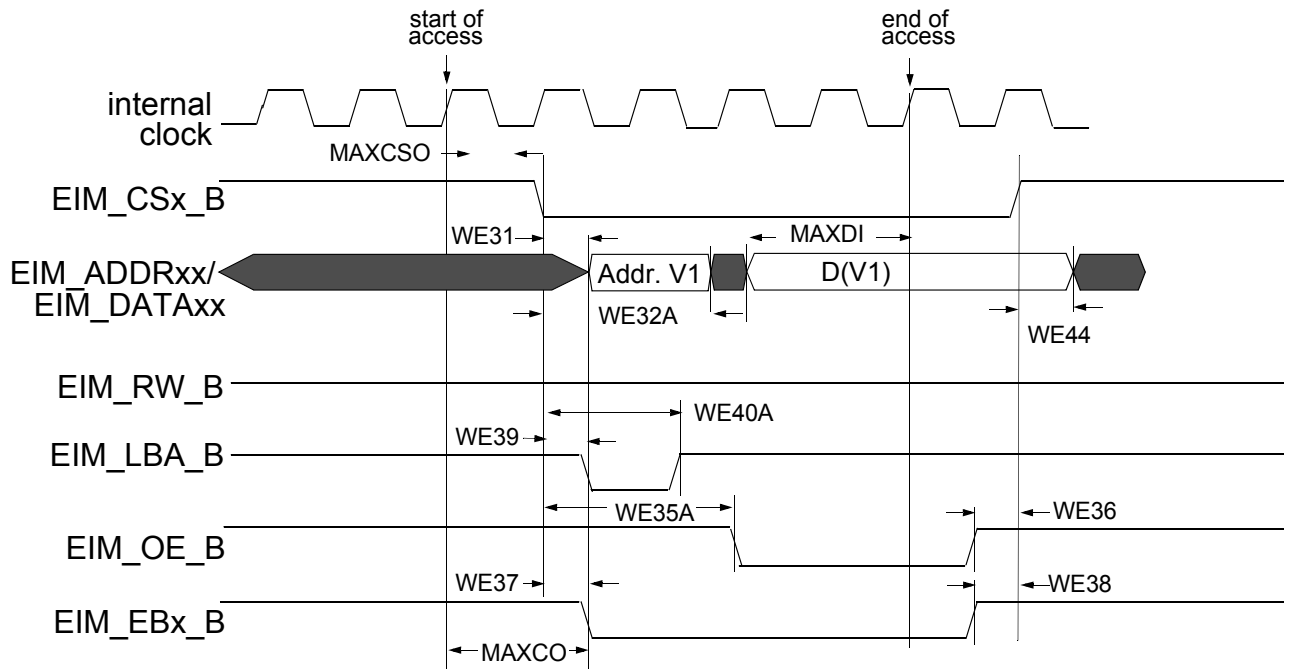 start of
access
end of
access
internal
clock
MAXCSO
EIM_CSx_B
WE31
MAXDI
EIM_ADDRxx/
EIM_DATAxx
Addr. V1
D(V1)
WE32A
WE44
EIM_RW_B
WE40A
WE39
EIM_LBA_B
WE35A
WE36
EIM_OE_B
WE37
WE38
EIM_EBx_B
MAXCO